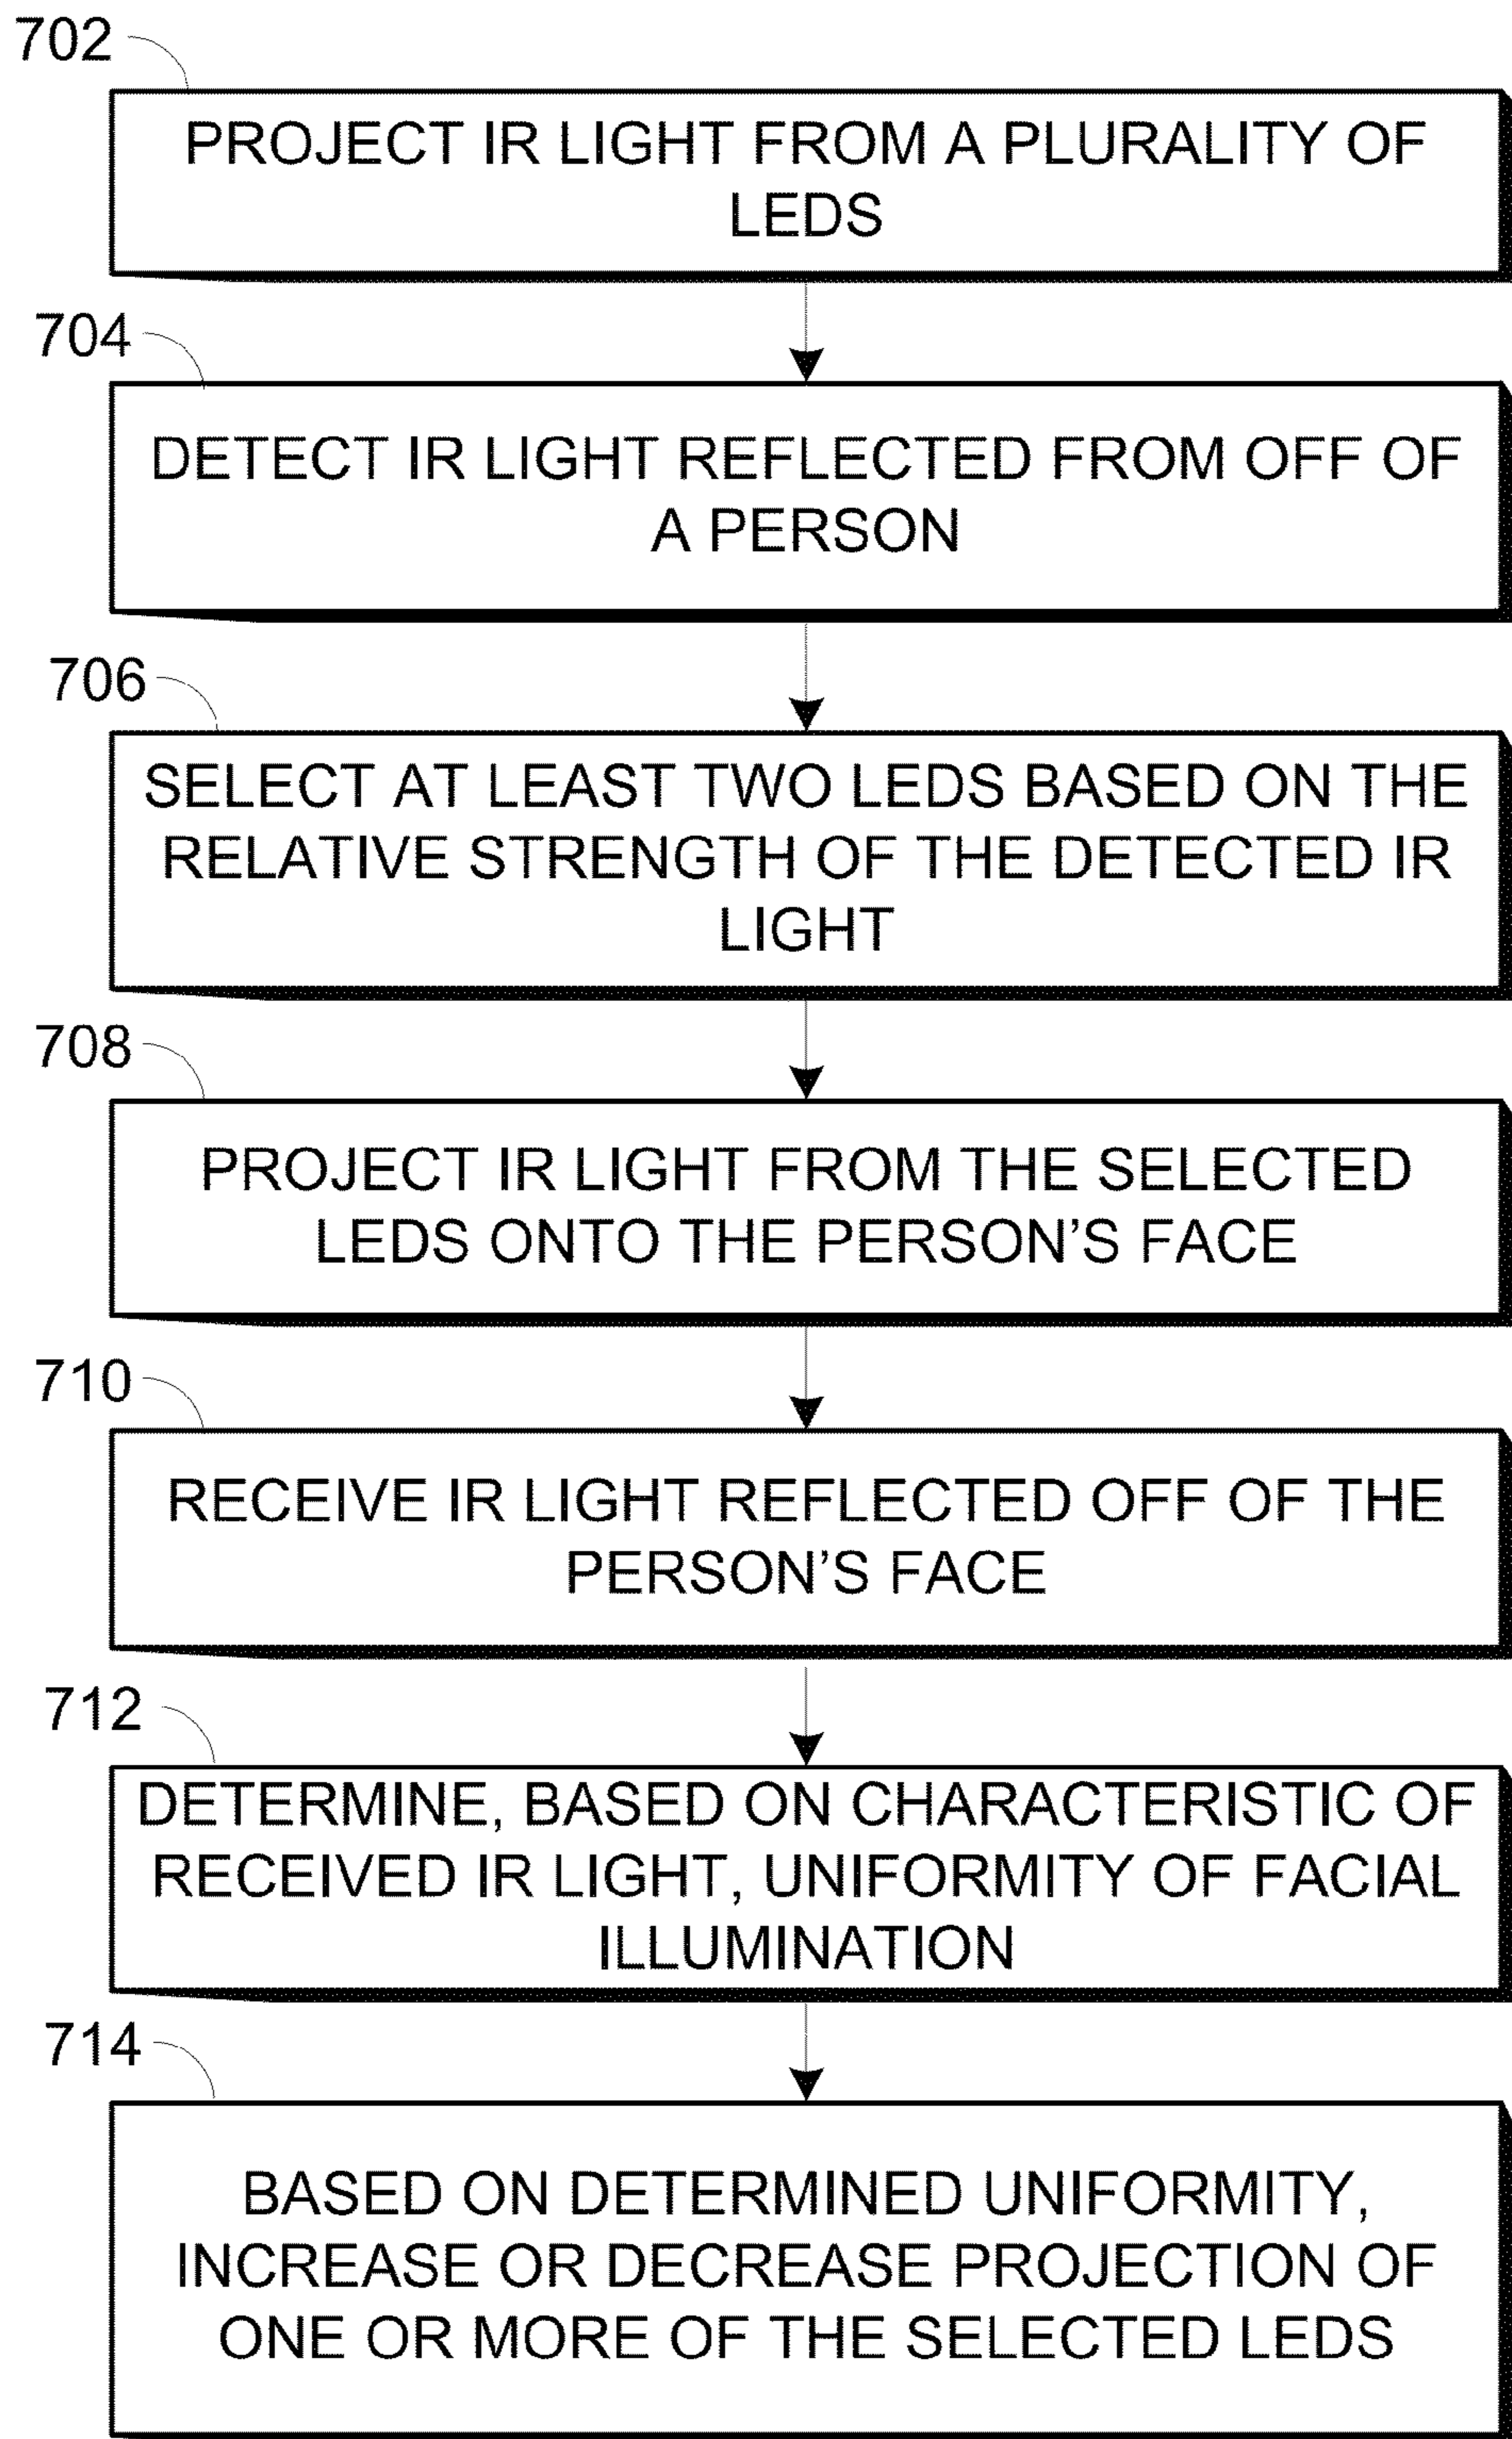 702
PROJECT IR LIGHT FROM A PLURALITY OF
LEDS
704
DETECT IR LIGHT REFLECTED FROM OFF OF
A PERSON
706
SELECT AT LEAST TWO LEDS BASED ON THE
RELATIVE STRENGTH OF THE DETECTED IR
LIGHT
708
PROJECT IR LIGHT FROM THE SELECTED
LEDS ONTO THE PERSON’S FACE
710
RECEIVE IR LIGHT REFLECTED OFF OF THE
PERSON’S FACE
712
DETERMINE, BASED ON CHARACTERISTIC OF
RECEIVED IR LIGHT, UNIFORMITY OF FACIAL
ILLUMINATION
714
BASED ON DETERMINED UNIFORMITY,
INCREASE OR DECREASE PROJECTION OF
ONE OR MORE OF THE SELECTED LEDS